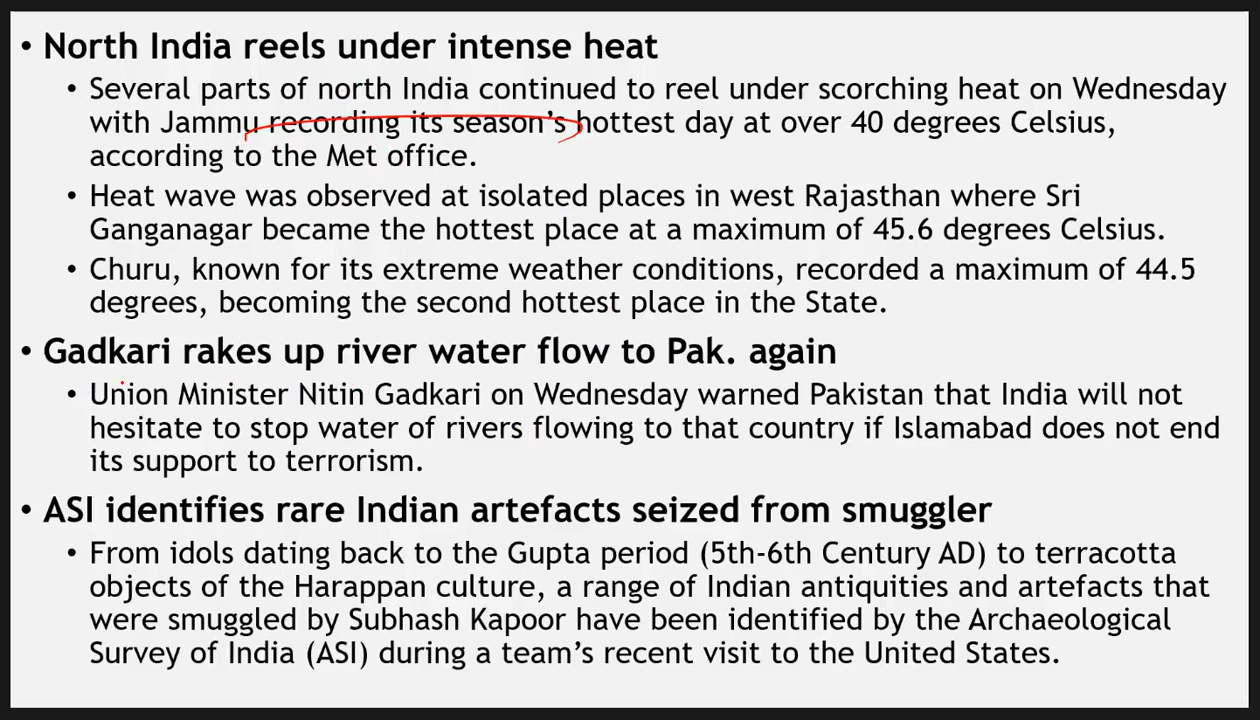 • North India reels under intense heat
• Several parts of north India continued to reel under scorching heat on Wednesday
with Jammu recording its season's hottest day at over 40 degrees Celsius,
according to the Met office.
• Heat wave was observed at isolated places in west Rajasthan where Sri
Ganganagar became the hottest place at a maximum of 45.6 degrees Celsius.
• Churu, known for its extreme weather conditions, recorded a maximum of 44.5
degrees, becoming the second hottest place in the State.
• Gadkari rakes up river water flow to Pak. again
• Union Minister Nitin Gadkari on Wednesday warned Pakistan that India will not
hesitate to stop water of rivers flowing to that country if Islamabad does not end
its support to terrorism.
• ASI identifies rare Indian artefacts seized from smuggler
• From idols dating back to the Gupta period (5th-6th Century AD) to terracotta
objects of the Harappan culture, a range of Indian antiquities and artefacts that
were smuggled by Subhash Kapoor have been identified by the Archaeological
Survey of India (ASI) during a team's recent visit to the United States.